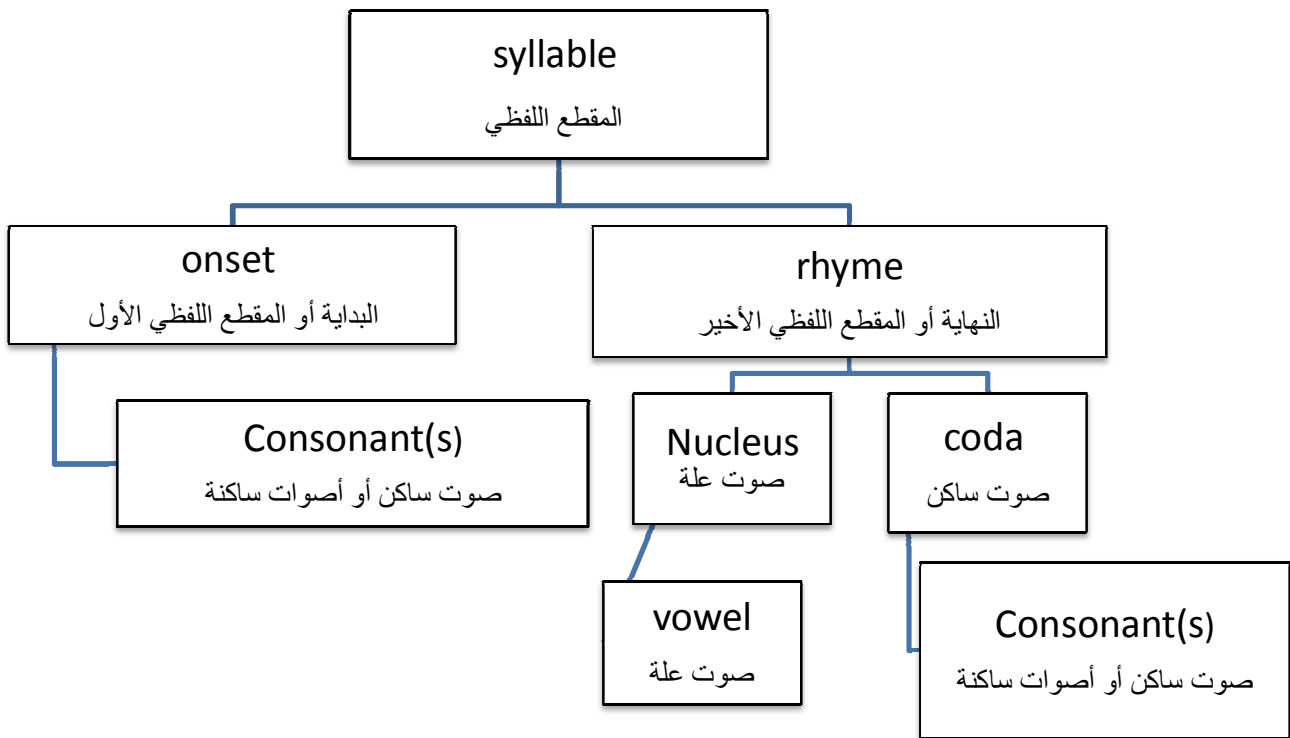 syllable
المقطع اللفظي
onset
البداية أو المقطع اللفظي الأول
rhyme
النهاية أو المقطع اللفظي الأخير
Consonant(s)
صوت ساكن أو أصوات ساكنة
Nucleus
صوت علة
coda
صوت ساكن
vowel
صوت علة
Consonant(s)
صوت ساكن أو أصوات ساكنة